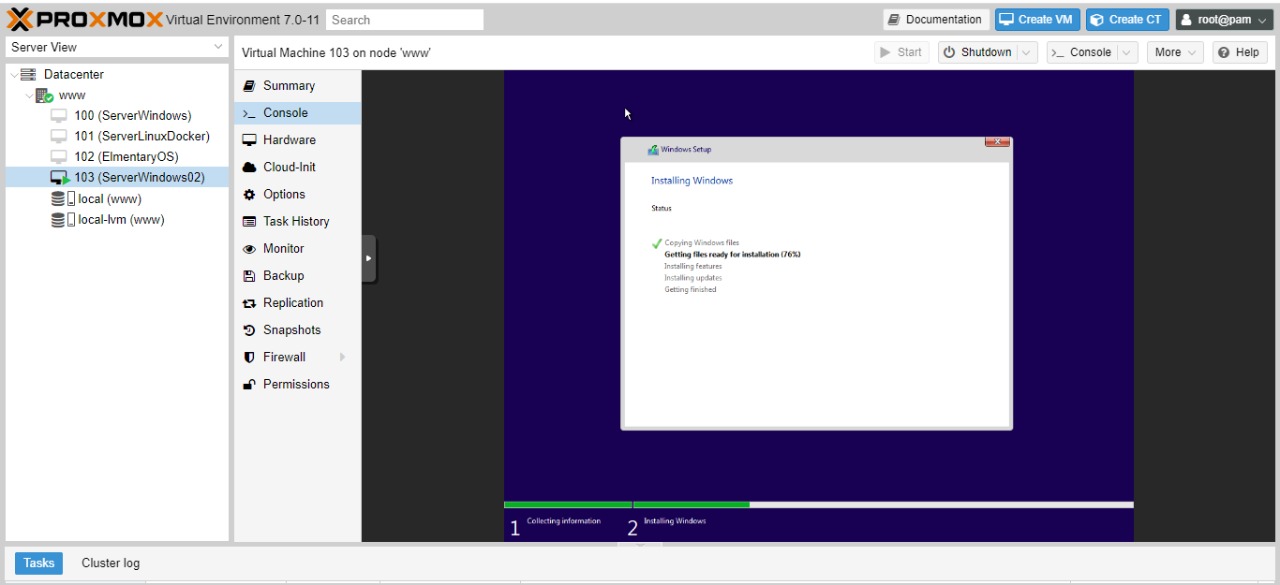 PROXMOX Virtual Environment 7.0-11 Search Documentation Create VM Create CT root@pam
Server View
Virtual Machine 103 on node 'www' Start Shutdown Console More Help
Datacenter
www
100 (ServerWindows)
101 (ServerLinuxDocker)
102 (ElmentaryOS)
103 (ServerWindows02)
local (www)
local-lvm (www)
Summary
Console
Hardware
Cloud-Init
Options
Task History
Monitor
Backup
Replication
Snapshots
Firewall
Permissions
Windows Setup
Installing Windows
Status
Copying Windows files
Getting files ready for installation (76%)
Installing features
Installing updates
Getting finished
1 Collecting information 2 Installing Windows
Tasks Cluster log